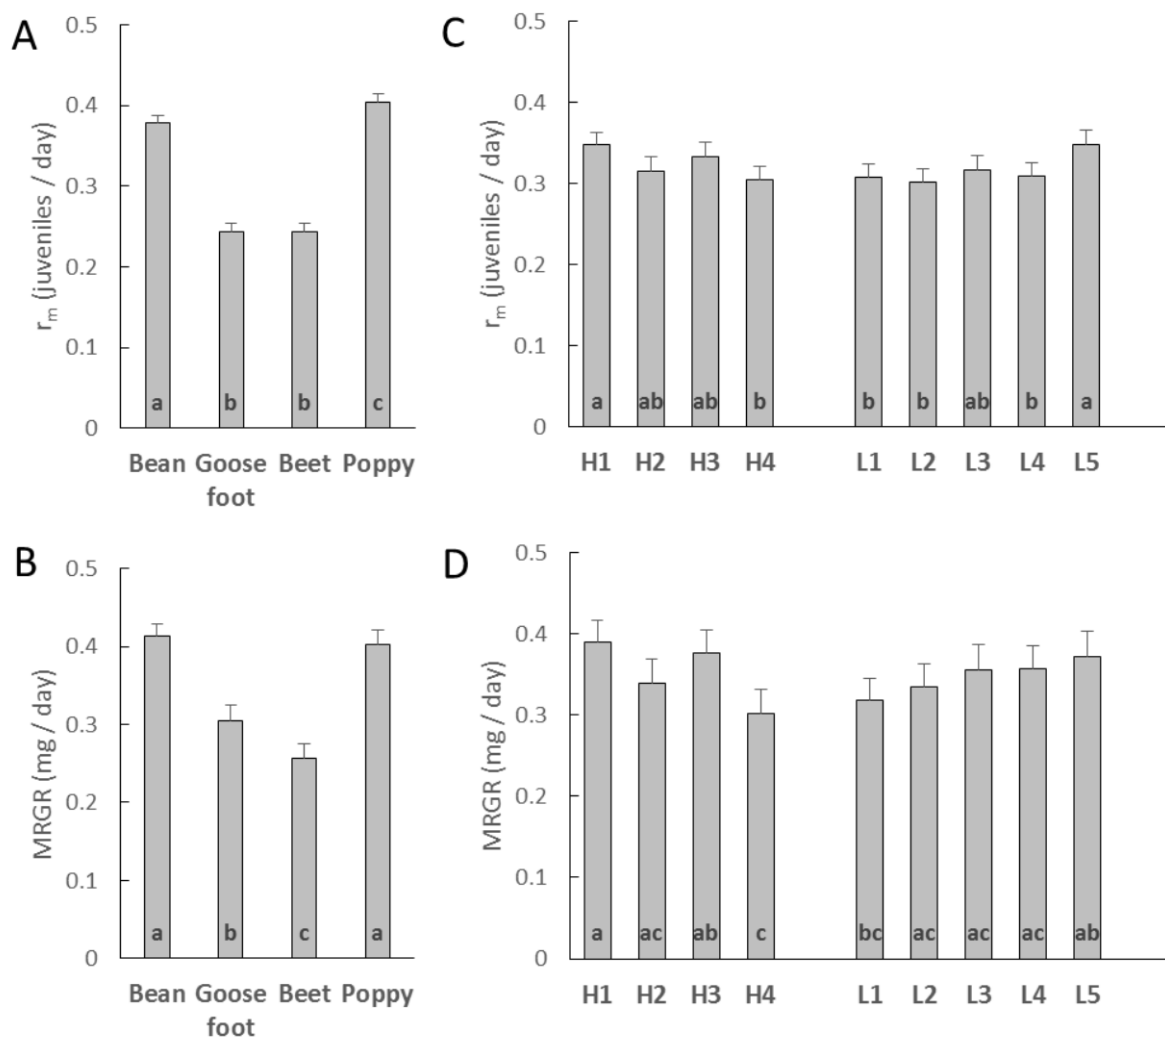 A
r_m (juveniles / day)
0.5
0.4
0.3
0.2
0.1
0
a b b c
Bean Goose Beet Poppy
foot
C
r_m (juveniles / day)
0.5
0.4
0.3
0.2
0.1
0
a ab ab b b b ab b a
H1 H2 H3 H4 L1 L2 L3 L4 L5
B
MRGR (mg / day)
0.5
0.4
0.3
0.2
0.1
0
a b c a
Bean Goose Beet Poppy
foot
D
MRGR (mg / day)
0.5
0.4
0.3
0.2
0.1
0
a ac ab c bc ac ac ac ab
H1 H2 H3 H4 L1 L2 L3 L4 L5